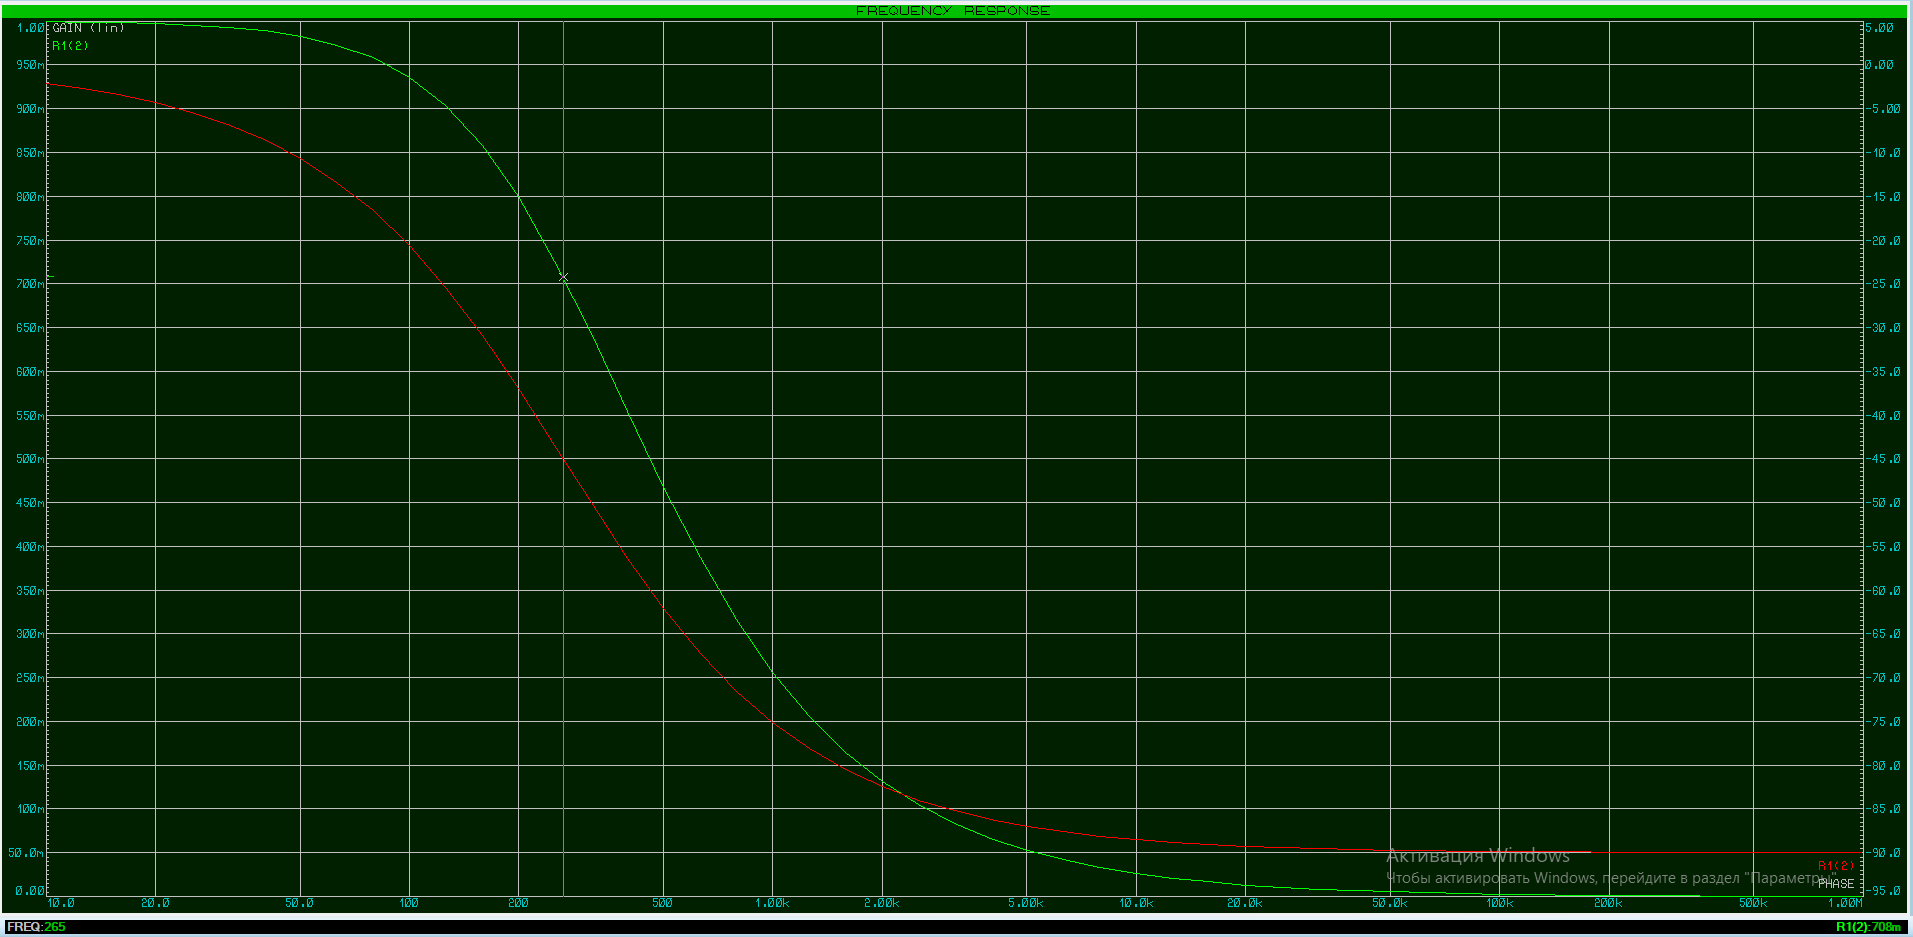 FREQUENCY RESPONSE
1.00 GAIN (lin) 5.00
R1(2)
950m 0.00
900m -5.00
850m -10.0
800m -15.0
750m -20.0
700m -25.0
650m -30.0
600m -35.0
550m -40.0
500m -45.0
450m -50.0
400m -55.0
350m -60.0
300m -65.0
250m -70.0
200m -75.0
150m -80.0
100m -85.0
50.0m -90.0
Активация Windows
R1(2)
Чтобы активировать Windows, перейдите в раздел "Параметры".
PHASE
0.00 -95.0
10.0 20.0 50.0 100 200 500 1.00k 2.00k 5.00k 10.0k 20.0k 50.0k 100k 200k 500k 1.00M
FREQ:265 R1(2):708m